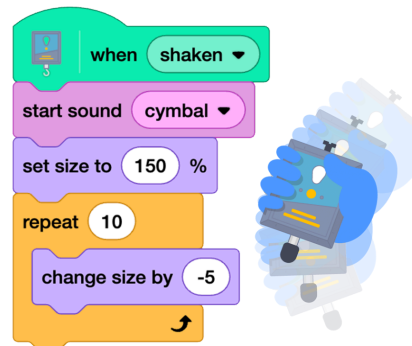 when shaken
start sound cymbal
set size to 150 %
repeat 10
change size by -5